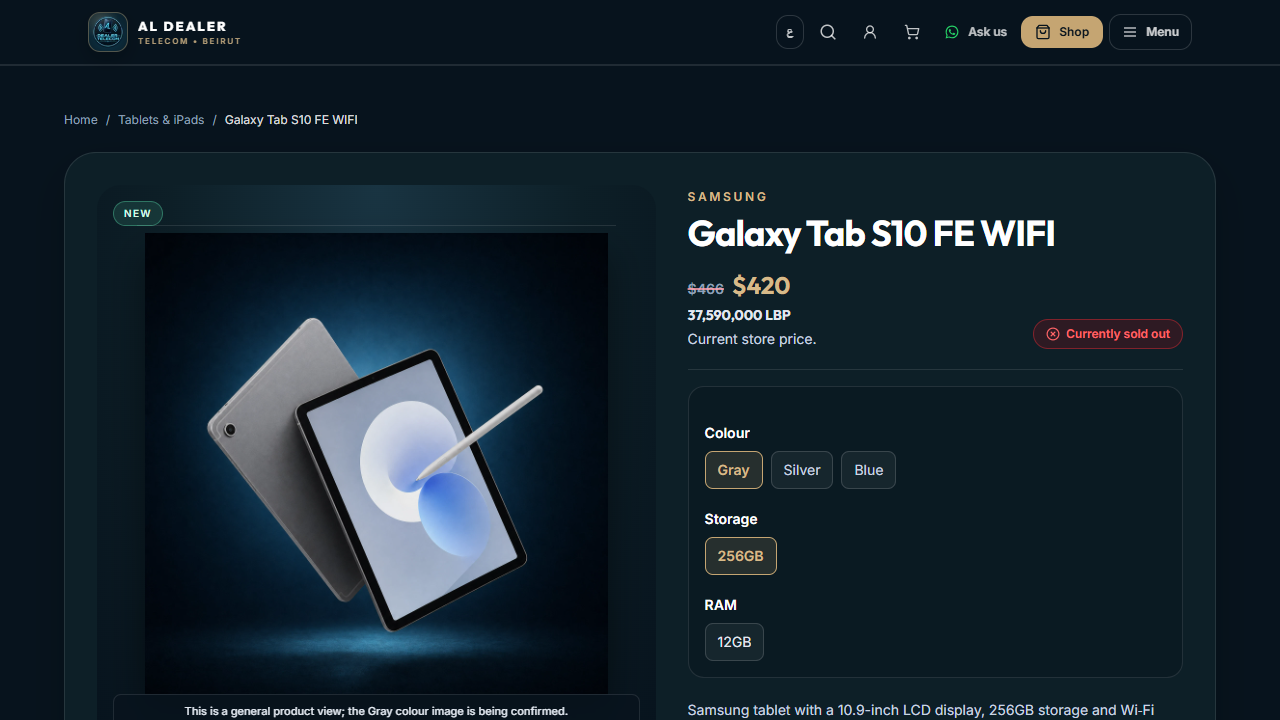 AL DEALER
TELECOM • BEIRUT
ع
Ask us
Shop
Menu
Home / Tablets & iPads / Galaxy Tab S10 FE WIFI
NEW
SAMSUNG
Galaxy Tab S10 FE WIFI
$466 $420
37,590,000 LBP
Current store price.
Currently sold out
Colour
Gray Silver Blue
Storage
256GB
RAM
12GB
This is a general product view; the Gray colour image is being confirmed.
Samsung tablet with a 10.9-inch LCD display, 256GB storage and Wi-Fi